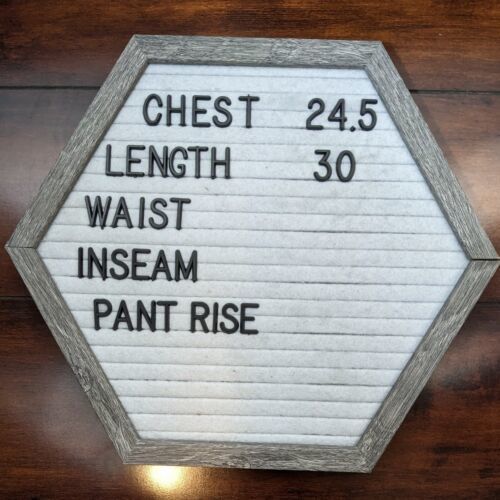 CHEST 24.5
LENGTH 30
WAIST
INSEAM
PANT RISE